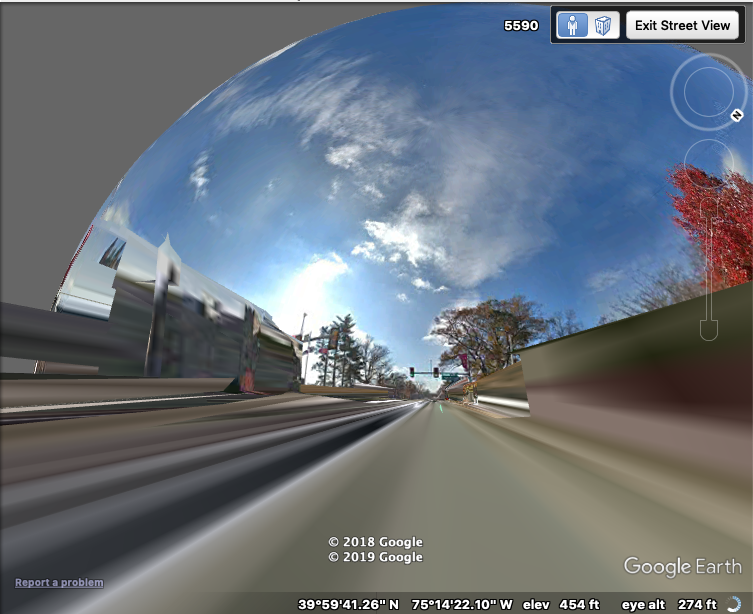 5590
Exit Street View
N
© 2018 Google
© 2019 Google
Google Earth
Report a problem
39°59'41.26" N 75°14'22.10" W elev 454 ft eye alt 274 ft